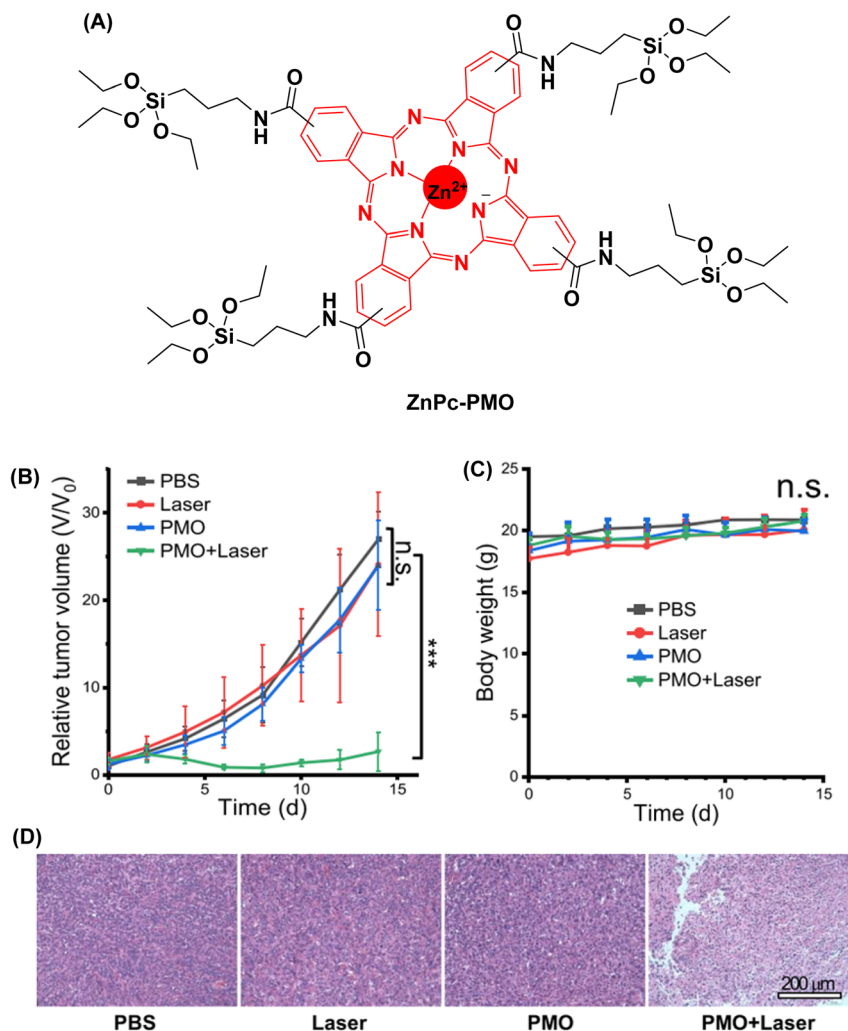 (A)
O Si O O
N H O
O N H
O Si O O
N N N N N N N N⁻
Zn²⁺
O Si O O
H N O
N H O
O Si O O
ZnPc-PMO
(B)
Relative tumor volume (V/V₀)
30
20
10
0
PBS
Laser
PMO
PMO+Laser
n.s.
***
0 5 10 15
Time (d)
(C)
Body weight (g)
25
20
15
10
5
0
n.s.
PBS
Laser
PMO
PMO+Laser
0 5 10 15
Time (d)
(D)
200 μm
PBS Laser PMO PMO+Laser